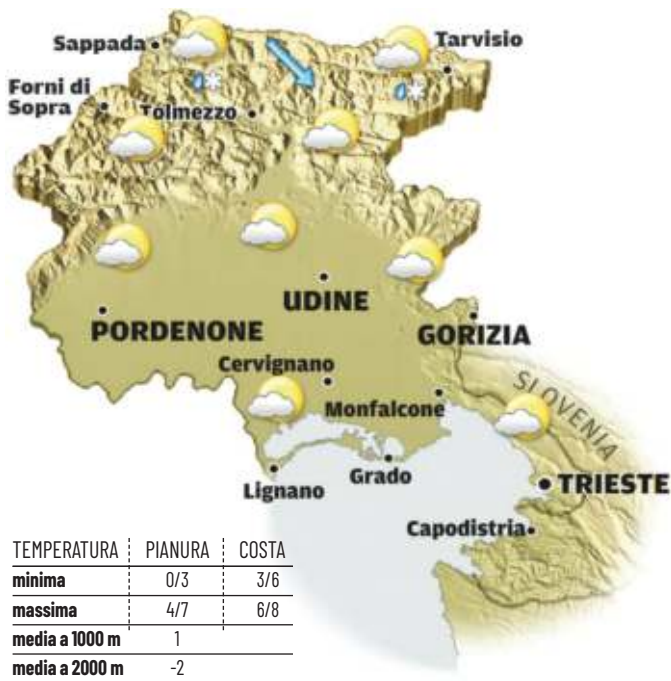 Sappada
Tarvisio
Forni di
Sopra
Tolmezzo
UDINE
PORDENONE
GORIZIA
Cervignano
SLOVENIA
Monfalcone
Grado
Lignano
TRIESTE
Capodistria
TEMPERATURA PIANURA COSTA
minima 0/3 3/6
massima 4/7 6/8
media a 1000 m 1
media a 2000 m -2